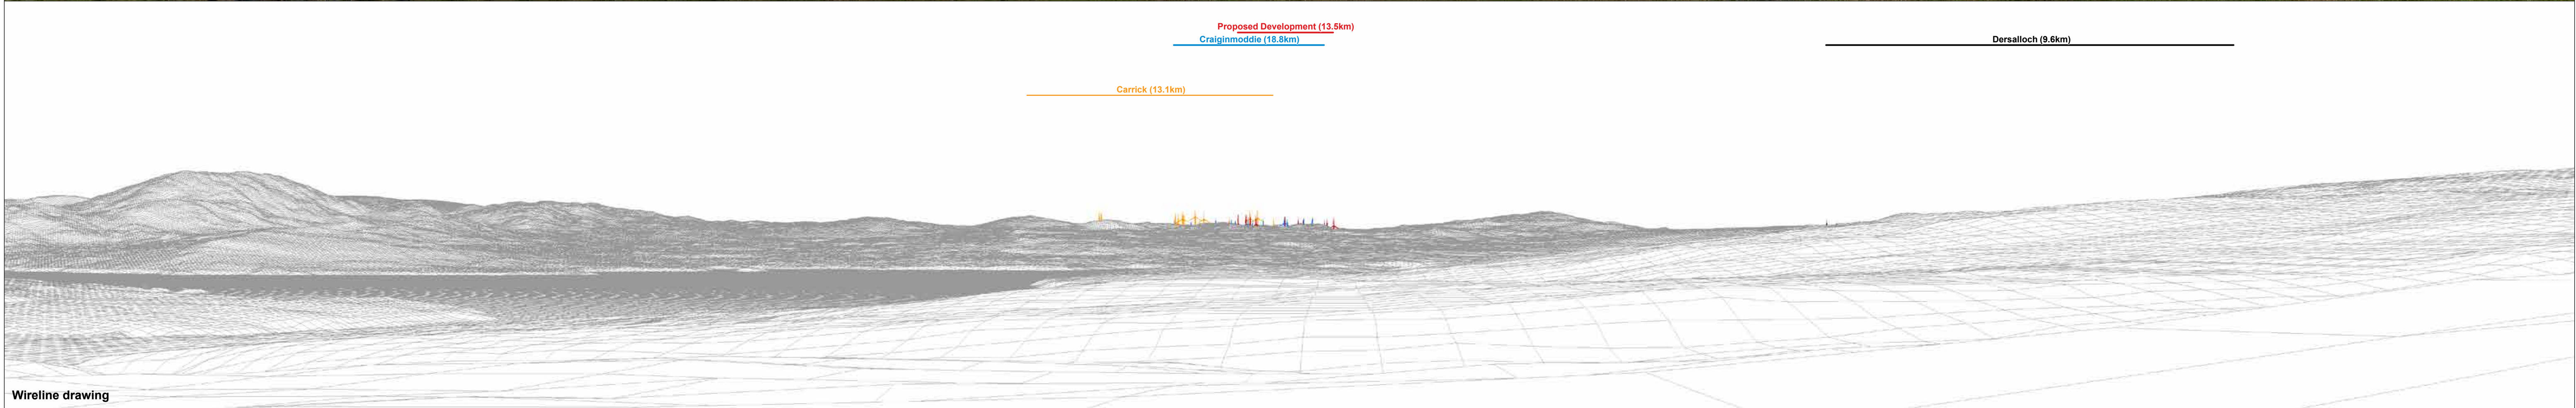 Proposed Development (13.5km)
Craiginmoddie (18.8km)
Dersalloch (9.6km)
Carrick (13.1km)
Wireline drawing